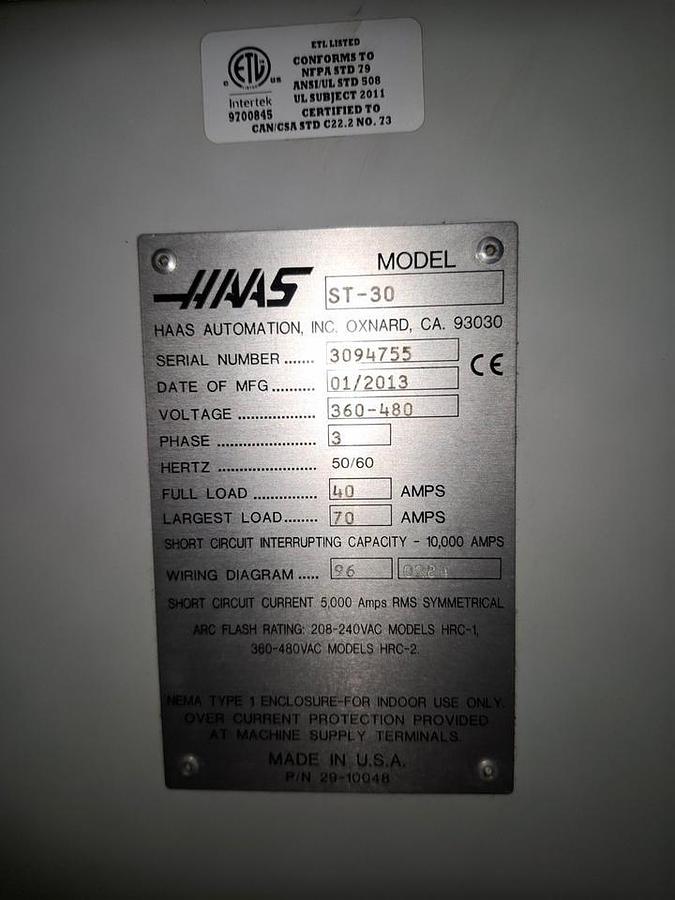 ETL LISTED
CONFORMS TO
NFPA STD 79
ANSI/UL STD 508
UL SUBJECT 2011
CERTIFIED TO
CAN/CSA STD C22.2 NO. 73
ETL
c us
Intertek
9700845
HAAS
MODEL
ST-30
HAAS AUTOMATION, INC. OXNARD, CA. 93030
SERIAL NUMBER ....... 3094755
CE
DATE OF MFG.......... 01/2013
VOLTAGE .................. 360-480
PHASE ....................... 3
HERTZ ....................... 50/60
FULL LOAD ............... 40 AMPS
LARGEST LOAD........ 70 AMPS
SHORT CIRCUIT INTERRUPTING CAPACITY - 10,000 AMPS
WIRING DIAGRAM ..... 96
SHORT CIRCUIT CURRENT 5,000 Amps RMS SYMMETRICAL
ARC FLASH RATING: 208-240VAC MODELS HRC-1,
360-480VAC MODELS HRC-2.
NEMA TYPE 1 ENCLOSURE-FOR INDOOR USE ONLY.
OVER CURRENT PROTECTION PROVIDED
AT MACHINE SUPPLY TERMINALS.
MADE IN U.S.A.
P/N 29-10048